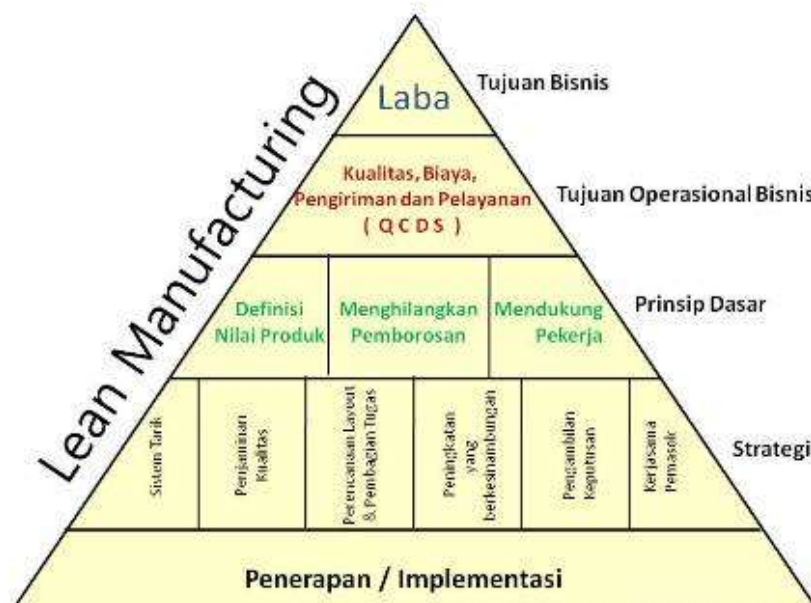 Lean Manufacturing
Laba
Tujuan Bisnis
Kualitas, Biaya,
Pengiriman dan Pelayanan
( Q C D S )
Tujuan Operasional Bisnis
Definisi
Nilai Produk
Menghilangkan
Pemborosan
Mendukung
Pekerja
Prinsip Dasar
Sistem Tarik
Penjaminan
Kualitas
Perencanaan Layout
& Pembagian Tugas
Peningkatan
yang
berkesinambungan
Pengambilan
Keputusan
Kerjasama
Pemasok
Strategi
Penerapan / Implementasi